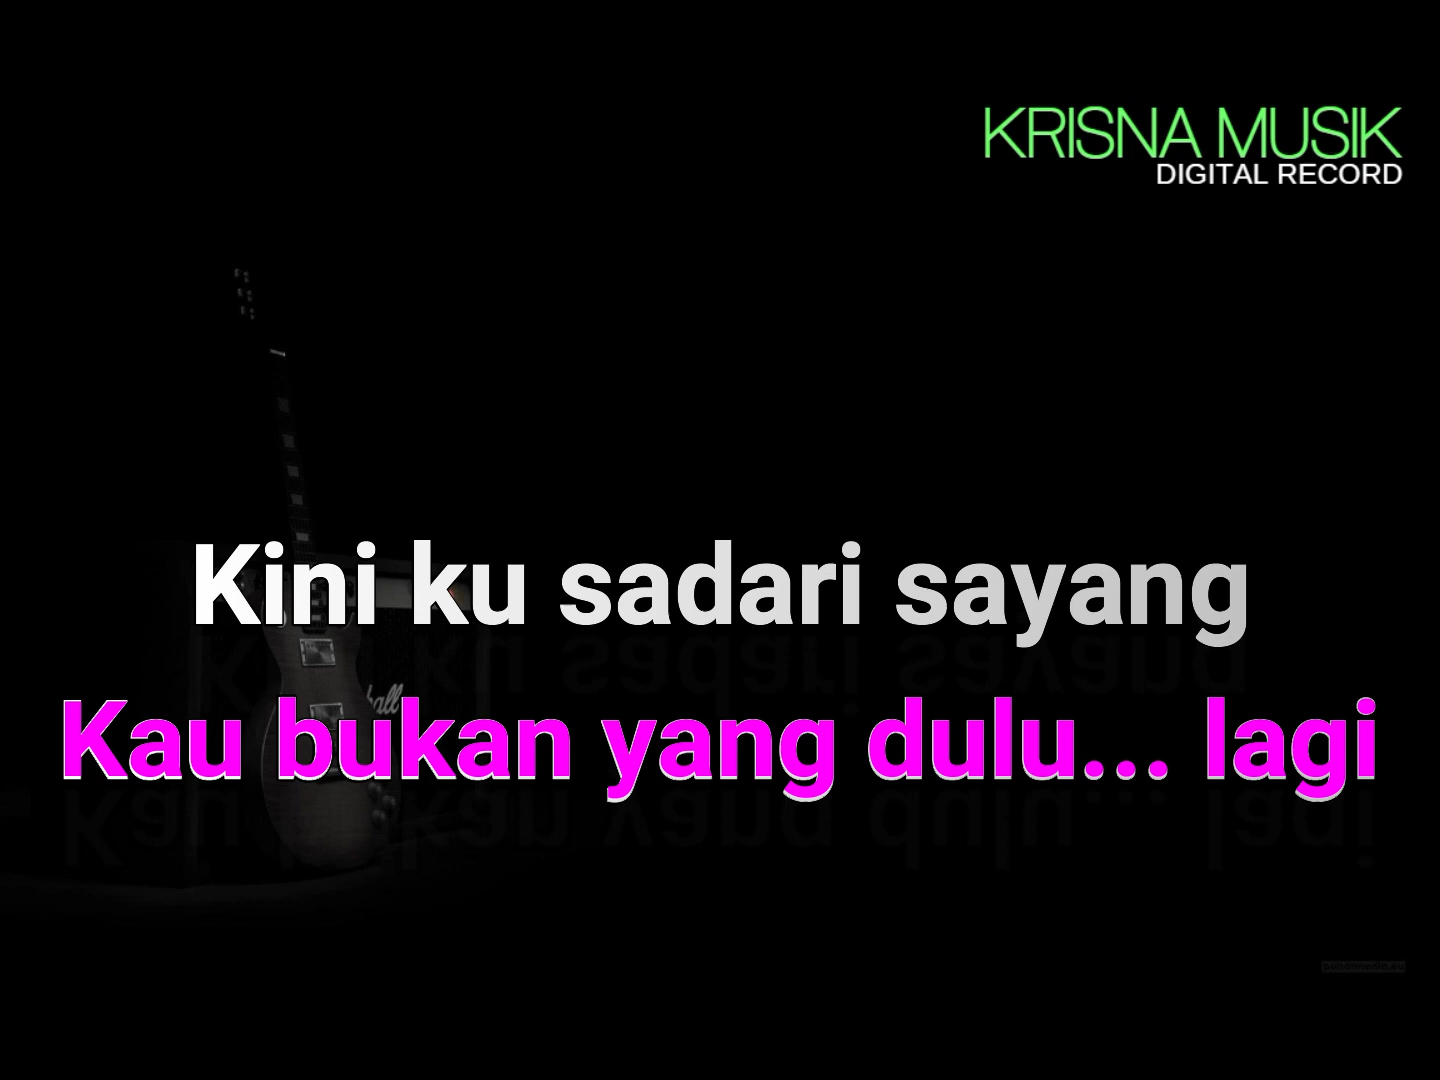 KRISNA MUSIK
DIGITAL RECORD
Kini ku sadari sayang
Kau bukan yang dulu... lagi